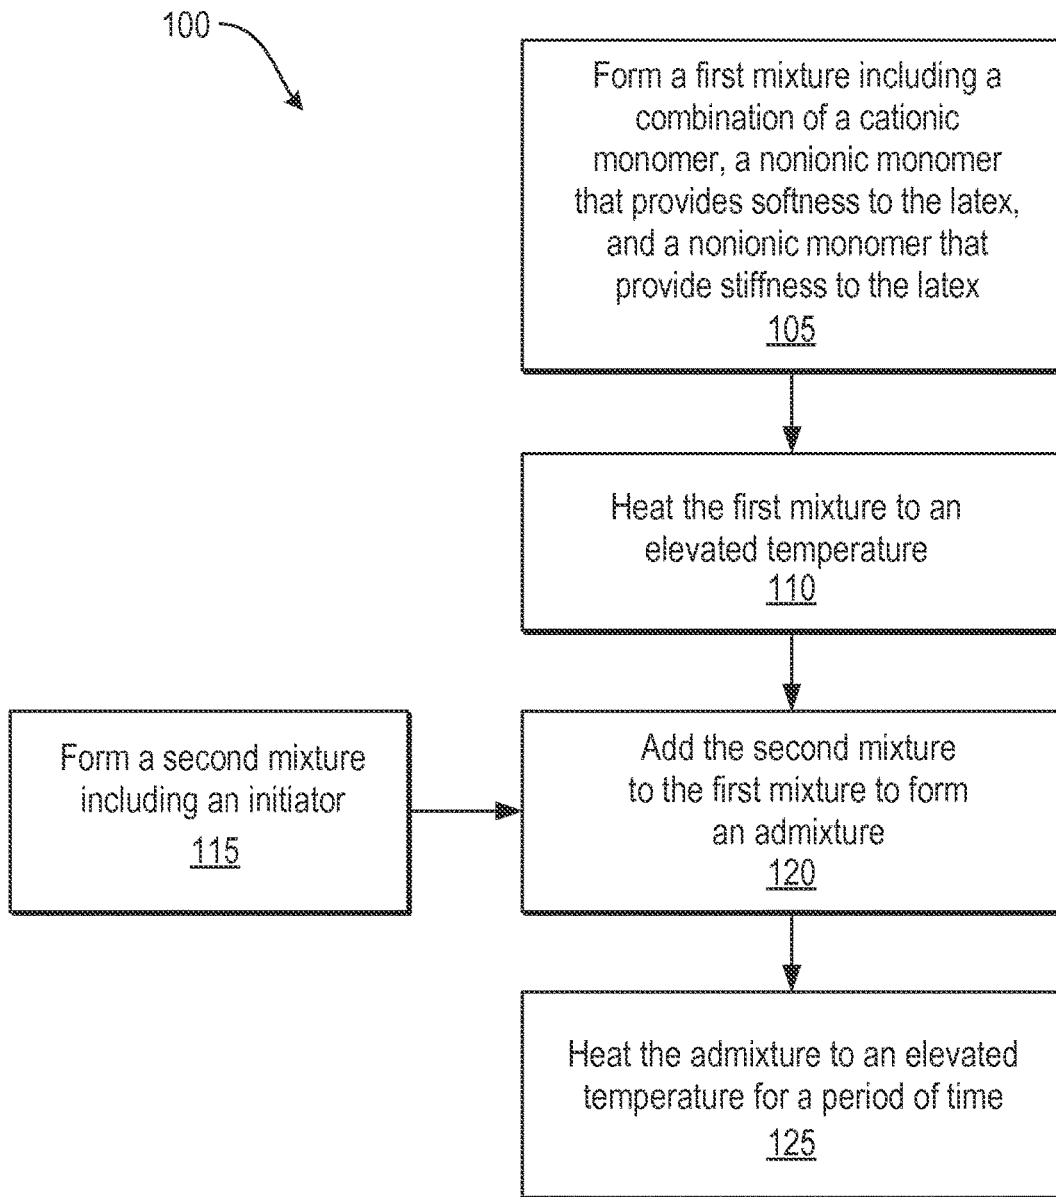 100
Form a first mixture including a
combination of a cationic
monomer, a nonionic monomer
that provides softness to the latex,
and a nonionic monomer that
provide stiffness to the latex
105
Heat the first mixture to an
elevated temperature
110
Form a second mixture
including an initiator
115
Add the second mixture
to the first mixture to form
an admixture
120
Heat the admixture to an elevated
temperature for a period of time
125